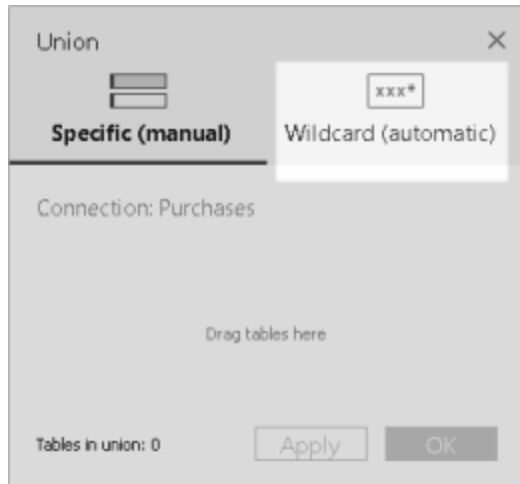 Union
xxx*
Specific (manual)
Wildcard (automatic)
Connection: Purchases
Drag tables here
Tables in union: 0
Apply
OK